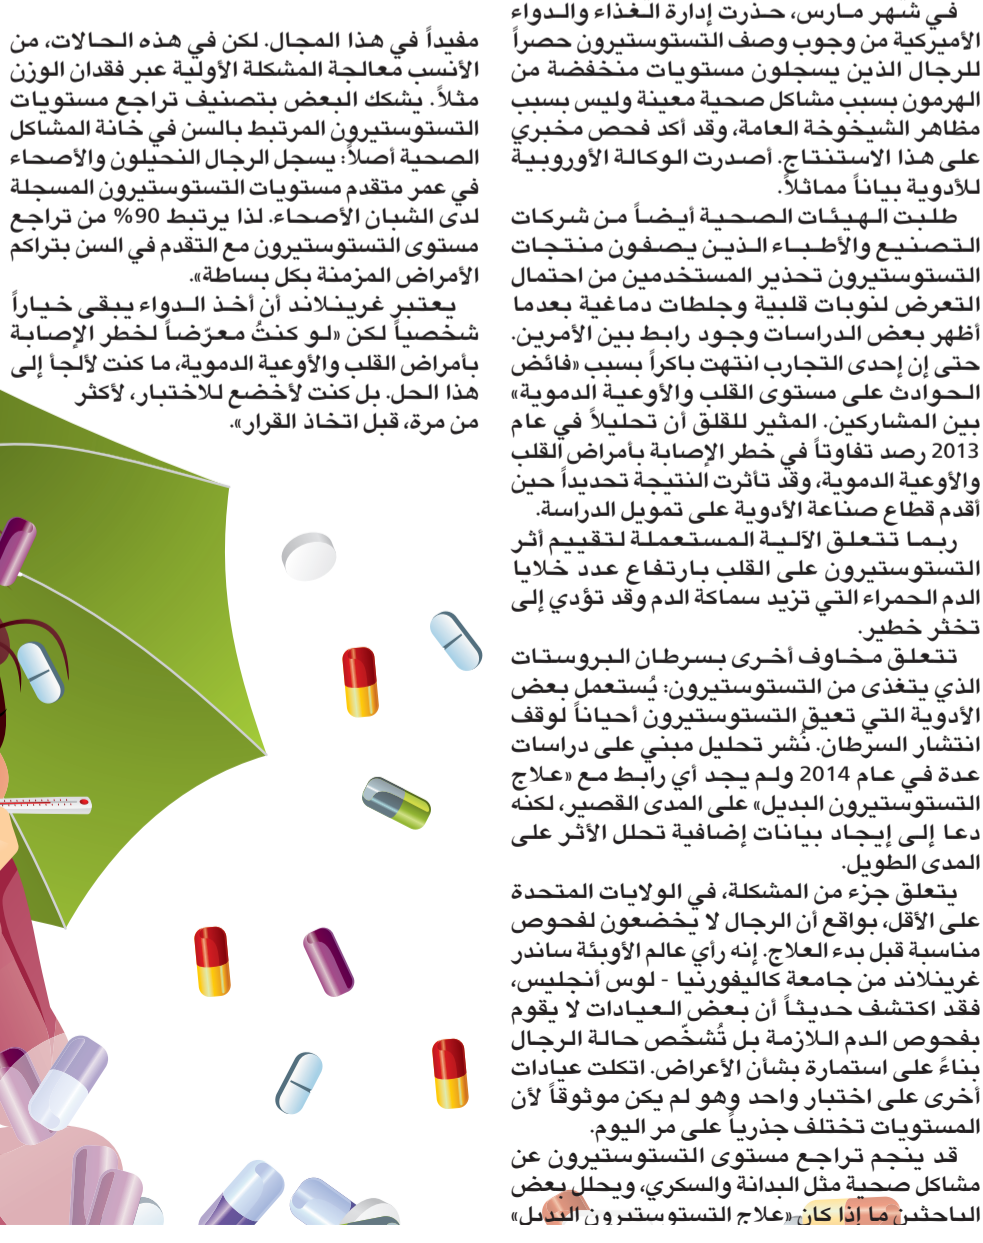 في شهر مارس، حذرت إدارة الغذاء والدواء
الأميركية من وجوب وصف التستوستيرون حصراً
للرجال الذين يسجلون مستويات منخفضة من
الهرمون بسبب مشاكل صحية معينة وليس بسبب
مظاهر الشيخوخة العامة، وقد أكد فحص مخبري
على هذا الاستنتاج. أصدرت الوكالة الأوروبية
للأدوية بياناً مماثلاً.
طلبت الهيئات الصحية أيضاً من شركات
التصنيع والأطباء الذين يصفون منتجات
التستوستيرون تحذير المستخدمين من احتمال
التعرض لنوبات قلبية وجلطات دماغية بعدما
أظهر بعض الدراسات وجود رابط بين الأمرين.
حتى إن إحدى التجارب انتهت باكراً بسبب «فائض
الحوادث على مستوى القلب والأوعية الدموية»
بين المشاركين. المثير للقلق أن تحليلاً في عام
2013 رصد تفاوتاً في خطر الإصابة بأمراض القلب
والأوعية الدموية، وقد تأثرت النتيجة تحديداً حين
أقدم قطاع صناعة الأدوية على تمويل الدراسة.
ربما تتعلق الآلية المستعملة لتقييم أثر
التستوستيرون على القلب بارتفاع عدد خلايا
الدم الحمراء التي تزيد سماكة الدم وقد تؤدي إلى
تخثر خطير.
تتعلق مخاوف أخرى بسرطان البروستات
الذي يتغذى من التستوستيرون: يُستعمل بعض
الأدوية التي تعيق التستوستيرون أحياناً لوقف
انتشار السرطان. نُشر تحليل مبني على دراسات
عدة في عام 2014 ولم يجد أي رابط مع «علاج
التستوستيرون البديل» على المدى القصير، لكنه
دعا إلى إيجاد بيانات إضافية تحلل الأثر على
المدى الطويل.
يتعلق جزء من المشكلة، في الولايات المتحدة
على الأقل، بواقع أن الرجال لا يخضعون لفحوص
مناسبة قبل بدء العلاج. إنه رأي عالم الأوبئة ساندر
غرينلاند من جامعة كاليفورنيا - لوس أنجليس،
فقد اكتشف حديثاً أن بعض العيادات لا يقوم
بفحوص الدم اللازمة بل تُشخّص حالة الرجال
بناءً على استمارة بشأن الأعراض. اتكلت عيادات
أخرى على اختبار واحد وهو لم يكن موثوقاً لأن
المستويات تختلف جذرياً على مر اليوم.
قد ينجم تراجع مستوى التستوستيرون عن
مشاكل صحية مثل البدانة والسكري، ويحلل بعض
الباحثين ما إذا كان «علاج التستوستيرون البديل»
مفيداً في هذا المجال. لكن في هذه الحالات، من
الأنسب معالجة المشكلة الأولية عبر فقدان الوزن
مثلاً. يشكك البعض بتصنيف تراجع مستويات
التستوستيرون المرتبط بالسن في خانة المشاكل
الصحية أصلاً: يسجل الرجال النحيلون والأصحاء
في عمر متقدم مستويات التستوستيرون المسجلة
لدى الشبان الأصحاء. لذا يرتبط 90% من تراجع
مستوى التستوستيرون مع التقدم في السن بتراكم
الأمراض المزمنة بكل بساطة».
يعتبر غرينلاند أن أخذ الدواء يبقى خياراً
شخصياً لكن «لو كنتُ معرّضاً لخطر الإصابة
بأمراض القلب والأوعية الدموية، ما كنت لألجأ إلى
هذا الحل. بل كنت لأخضع للاختبار، لأكثر
من مرة، قبل اتخاذ القرار».